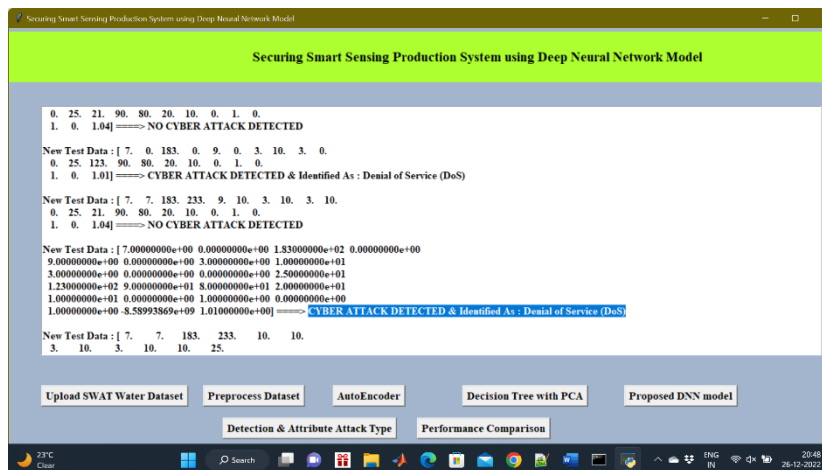 Securing Smart Sensing Production System using Deep Neural Network Model
Securing Smart Sensing Production System using Deep Neural Network Model
0. 25. 21. 90. 80. 20. 10. 0. 1. 0.
1. 0. 1.04] ====> NO CYBER ATTACK DETECTED
New Test Data : [ 7. 0. 183. 0. 9. 0. 3. 10. 3. 0.
0. 25. 123. 90. 80. 20. 10. 0. 1. 0.
1. 0. 1.01] ====> CYBER ATTACK DETECTED & Identified As : Denial of Service (DoS)
New Test Data : [ 7. 7. 183. 233. 9. 10. 3. 10. 3. 10.
0. 25. 21. 90. 80. 20. 10. 0. 1. 0.
1. 0. 1.04] ====> NO CYBER ATTACK DETECTED
New Test Data : [ 7.00000000e+00 0.00000000e+00 1.83000000e+02 0.00000000e+00
9.00000000e+00 0.00000000e+00 3.00000000e+00 1.00000000e+01
3.00000000e+00 0.00000000e+00 0.00000000e+00 2.50000000e+01
1.23000000e+02 9.00000000e+01 8.00000000e+01 2.00000000e+01
1.00000000e+01 0.00000000e+00 1.00000000e+00 0.00000000e+00
1.00000000e+00 -8.58993869e+09 1.01000000e+00] ====> CYBER ATTACK DETECTED & Identified As : Denial of Service (DoS)
New Test Data : [ 7. 7. 183. 233. 10. 10.
3. 10. 3. 10. 10. 25.
Upload SWAT Water Dataset Preprocess Dataset AutoEncoder Decision Tree with PCA Proposed DNN model
Detection & Attribute Attack Type Performance Comparison
23°C
Clear
Search
ENG
IN
20:48
26-12-2022